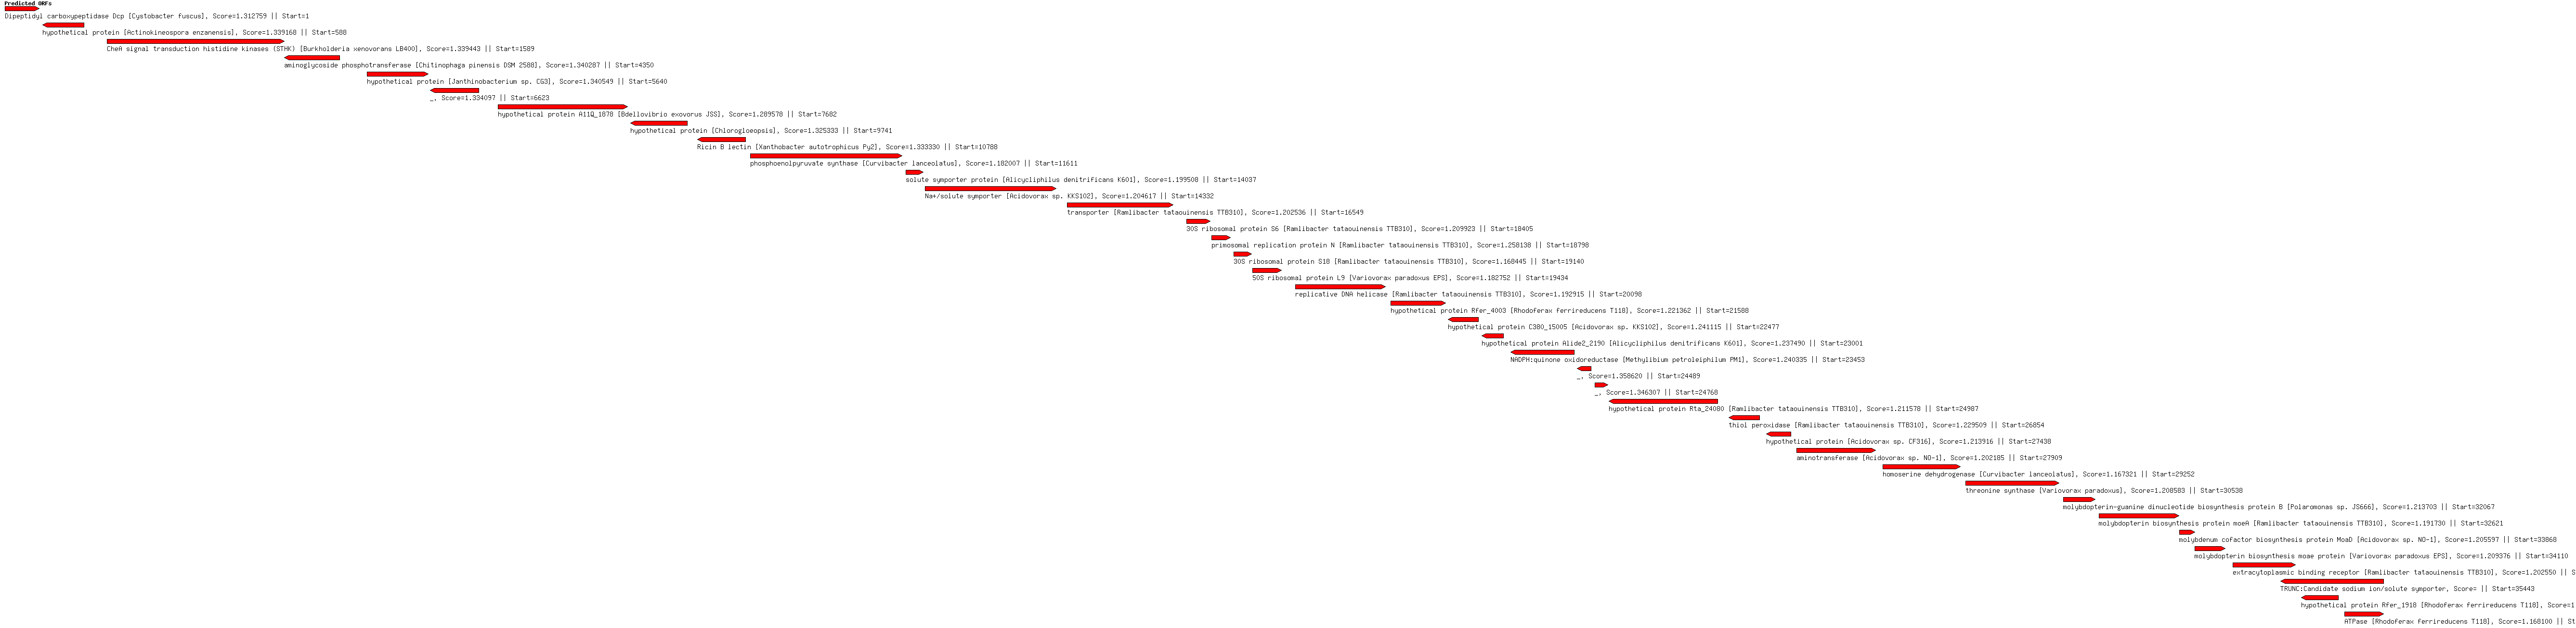 Predicted ORFs
Dipeptidyl carboxypeptidase Dcp [Cystobacter fuscus], Score=1.312759 || Start=1
hypothetical protein [Actinokineospora enzanensis], Score=1.339168 || Start=588
CheA signal transduction histidine kinases (STHK) [Burkholderia xenovorans LB400], Score=1.339443 || Start=1589
aminoglycoside phosphotransferase [Chitinophaga pinensis DSM 2588], Score=1.340287 || Start=4350
hypothetical protein [Janthinobacterium sp. CG3], Score=1.340549 || Start=5640
_, Score=1.334097 || Start=6623
hypothetical protein A11Q_1878 [Bdellovibrio exovorus JSS], Score=1.289578 || Start=7682
hypothetical protein [Chlorogloeopsis], Score=1.325333 || Start=9741
Ricin B lectin [Xanthobacter autotrophicus Py2], Score=1.333330 || Start=10788
phosphoenolpyruvate synthase [Curvibacter lanceolatus], Score=1.182007 || Start=11611
solute symporter protein [Alicycliphilus denitrificans K601], Score=1.199508 || Start=14037
Na+/solute symporter [Acidovorax sp. KKS102], Score=1.204617 || Start=14332
transporter [Ramlibacter tataouinensis TTB310], Score=1.202536 || Start=16549
30S ribosomal protein S6 [Ramlibacter tataouinensis TTB310], Score=1.209923 || Start=18405
primosomal replication protein N [Ramlibacter tataouinensis TTB310], Score=1.258138 || Start=18798
30S ribosomal protein S18 [Ramlibacter tataouinensis TTB310], Score=1.168445 || Start=19140
50S ribosomal protein L9 [Variovorax paradoxus EPS], Score=1.182752 || Start=19434
replicative DNA helicase [Ramlibacter tataouinensis TTB310], Score=1.192915 || Start=20098
hypothetical protein Rfer_4003 [Rhodoferax ferrireducens T118], Score=1.221362 || Start=21588
hypothetical protein C380_15005 [Acidovorax sp. KKS102], Score=1.241115 || Start=22477
hypothetical protein Alide2_2190 [Alicycliphilus denitrificans K601], Score=1.237490 || Start=23001
NADPH:quinone oxidoreductase [Methylibium petroleiphilum PM1], Score=1.240335 || Start=23453
_, Score=1.358620 || Start=24489
_, Score=1.346307 || Start=24768
hypothetical protein Rta_24080 [Ramlibacter tataouinensis TTB310], Score=1.211578 || Start=24987
thiol peroxidase [Ramlibacter tataouinensis TTB310], Score=1.229509 || Start=26854
hypothetical protein [Acidovorax sp. CF316], Score=1.213916 || Start=27438
aminotransferase [Acidovorax sp. NO-1], Score=1.202185 || Start=27909
homoserine dehydrogenase [Curvibacter lanceolatus], Score=1.167321 || Start=29252
threonine synthase [Variovorax paradoxus], Score=1.208583 || Start=30538
molybdopterin-guanine dinucleotide biosynthesis protein B [Polaromonas sp. JS666], Score=1.213703 || Start=32067
molybdopterin biosynthesis protein moeA [Ramlibacter tataouinensis TTB310], Score=1.191730 || Start=32621
molybdenum cofactor biosynthesis protein MoaD [Acidovorax sp. NO-1], Score=1.205597 || Start=33868
molybdopterin biosynthesis moae protein [Variovorax paradoxus EPS], Score=1.209376 || Start=34110
extracytoplasmic binding receptor [Ramlibacter tataouinensis TTB310], Score=1.202550 || S
TRUNC:Candidate sodium ion/solute symporter, Score= || Start=35443
hypothetical protein Rfer_1918 [Rhodoferax ferrireducens T118], Score=1
ATPase [Rhodoferax ferrireducens T118], Score=1.168100 || St